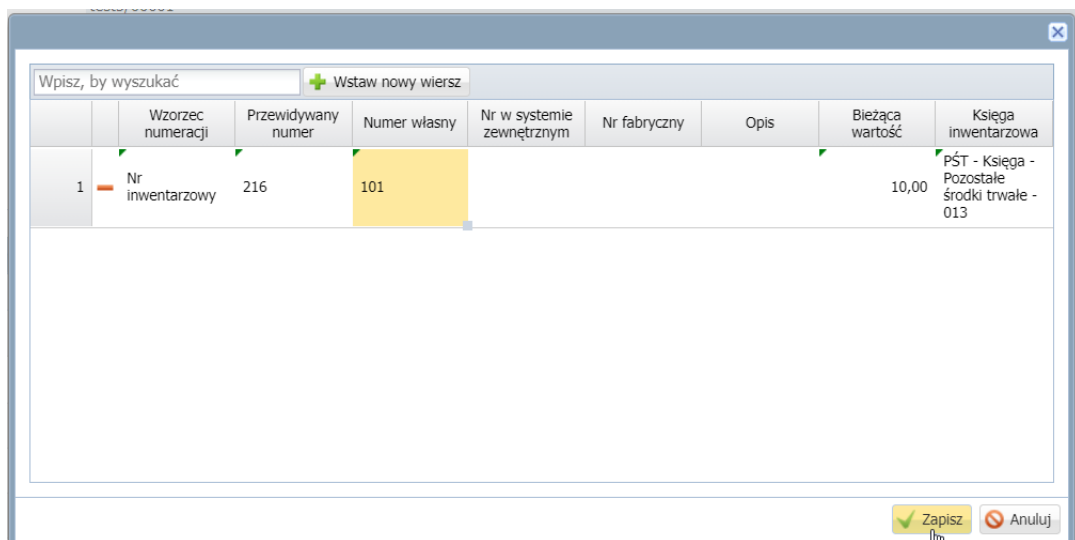 Wpisz, by wyszukać
Wstaw nowy wiersz
Wzorzec
numeracji
Przewidywany
numer
Numer własny
Nr w systemie
zewnętrznym
Nr fabryczny
Opis
Bieżąca
wartość
Księga
inwentarzowa
1
Nr
inwentarzowy
216
101
10,00
PŚT - Księga -
Pozostałe
środki trwałe -
013
Zapisz
Anuluj